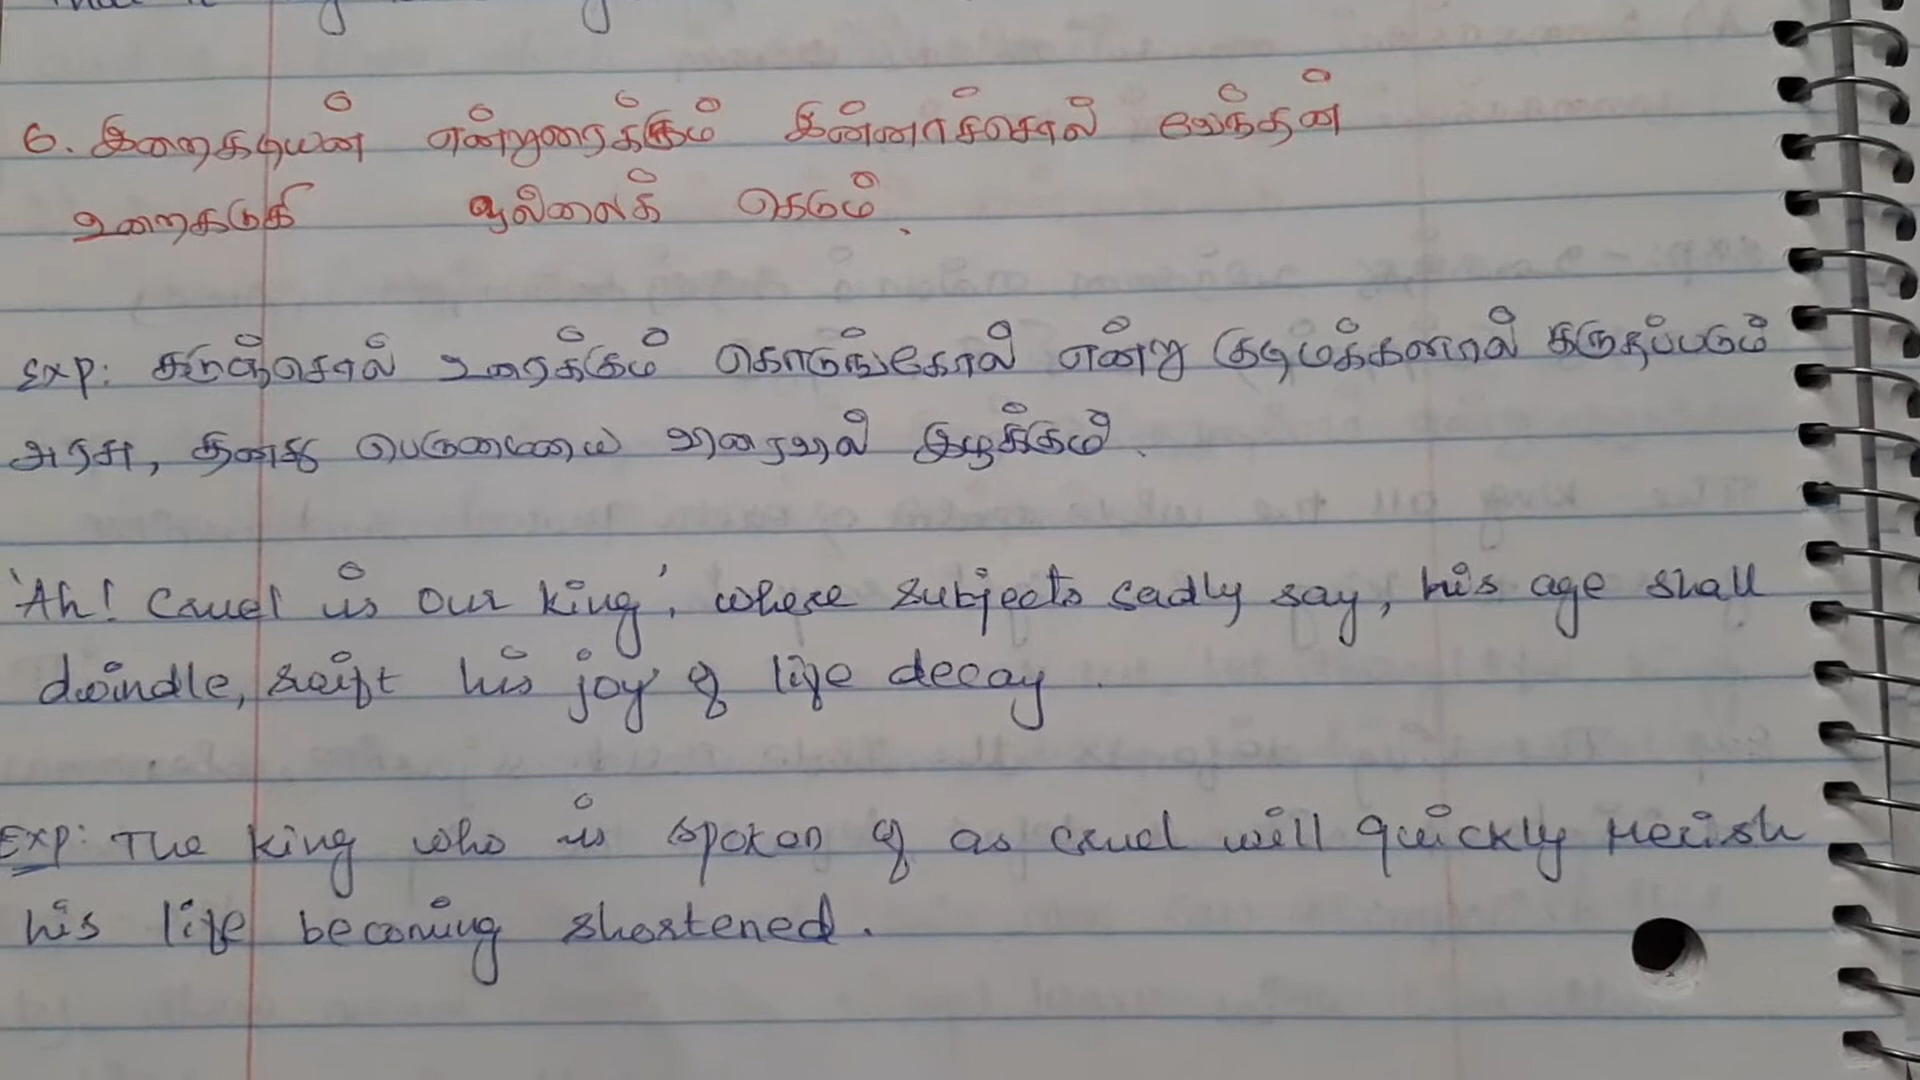 6. இறைகடியன் என்றுரைக்கும் இன்னாச்சொல் வேந்தன்
உறைகடுகி ஒல்லைக் கெடும்.
Exp: கடுஞ்சொல் உரைக்கும் கொடுங்கோல் என்று குடிமக்களால் கருதப்படும்
அரசு, தனது பெருமையை விரைவில் இழக்கும்.
'Ah! Cruel is our king', where subjects sadly say, his age shall
dwindle, swift his joy of life decay.
Exp: The king who is spoken of as cruel will quickly
his life becoming shortened.